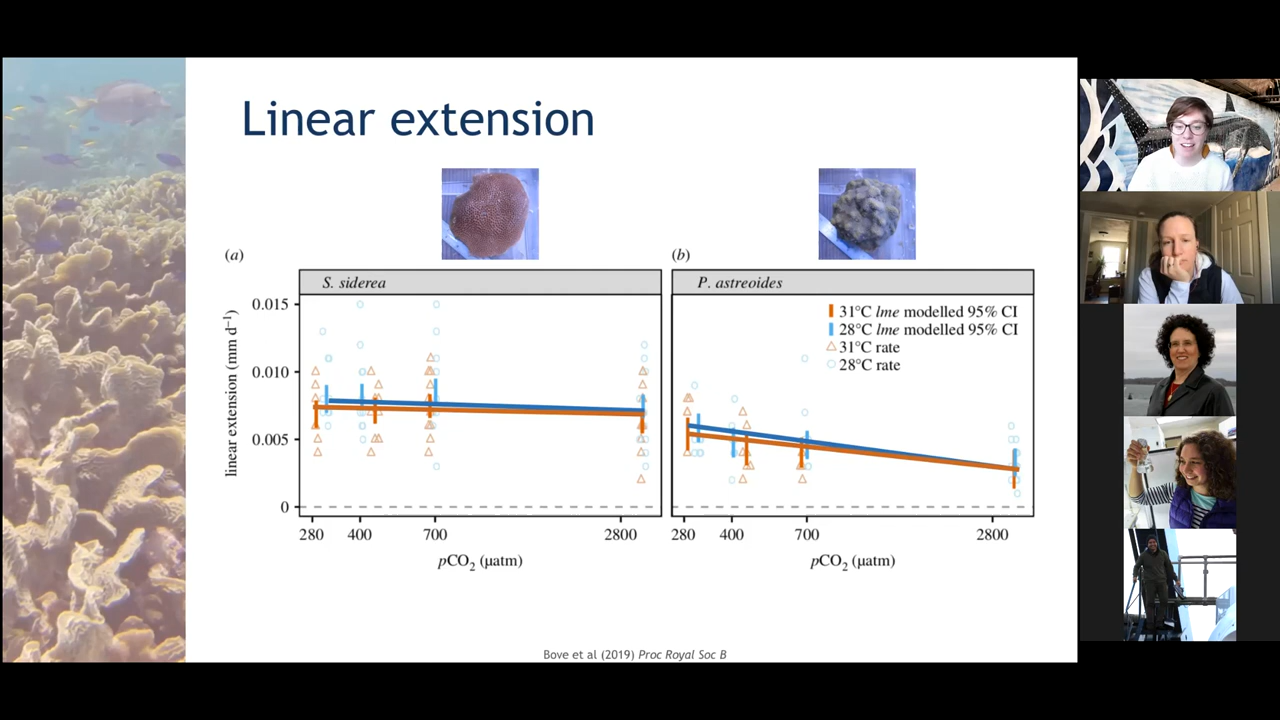 Linear extension
(a)
(b)
S. siderea
P. astreoides
linear extension (mm d⁻¹)
0.015
0.010
0.005
0
31°C lme modelled 95% CI
28°C lme modelled 95% CI
31°C rate
28°C rate
280 400 700 2800
280 400 700 2800
pCO₂ (µatm)
pCO₂ (µatm)
Bove et al (2019) Proc Royal Soc B